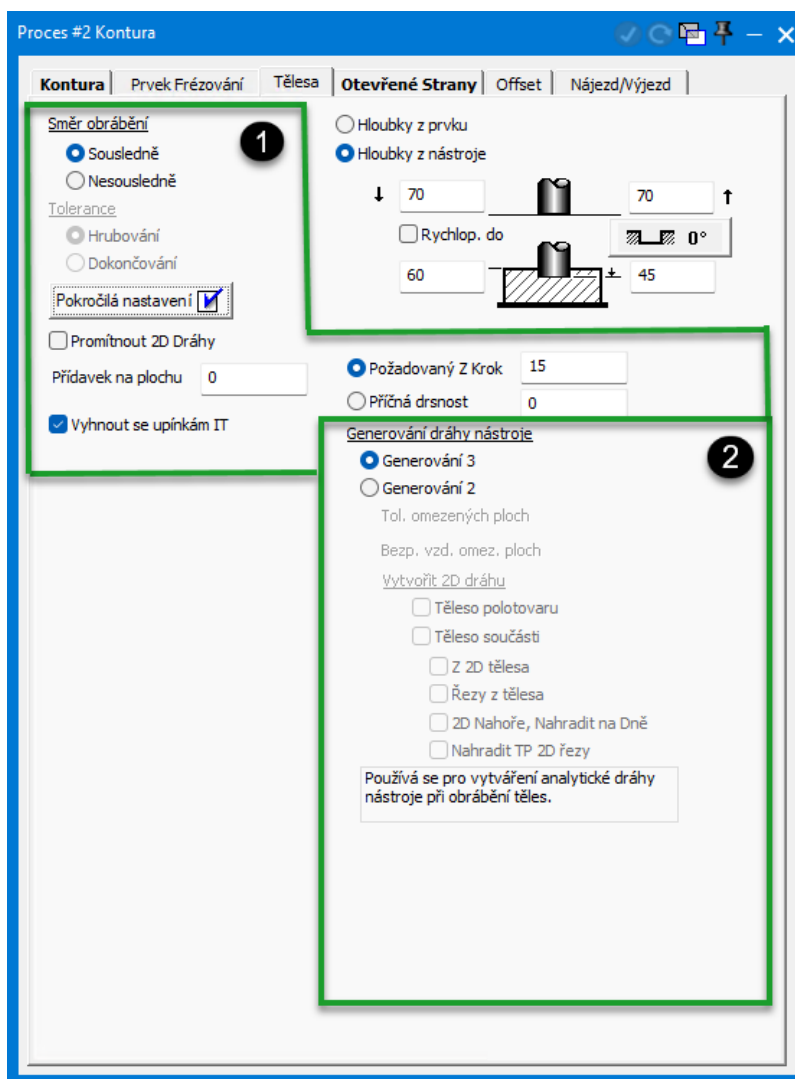 Proces #2 Kontura
Kontura Prvek Frézování Tělesa Otevřené Strany Offset Nájezd/Výjezd
Směr obrábění
1
Sousledně
Nesousledně
Tolerance
Hrubování
Dokončování
Pokročilá nastavení
Promítnout 2D Dráhy
Přídavek na plochu 0
Vyhnout se upínkám IT
Hloubky z prvku
Hloubky z nástroje
70 70
Rychlop. do 0°
60 45
Požadovaný Z Krok 15
Příčná drsnost 0
Generování dráhy nástroje
2
Generování 3
Generování 2
Tol. omezených ploch
Bezp. vzd. omez. ploch
Vytvořit 2D dráhu
Těleso polotovaru
Těleso součásti
Z 2D tělesa
Řezy z tělesa
2D Nahoře, Nahradit na Dně
Nahradit TP 2D řezy
Používá se pro vytváření analytické dráhy
nástroje při obrábění těles.